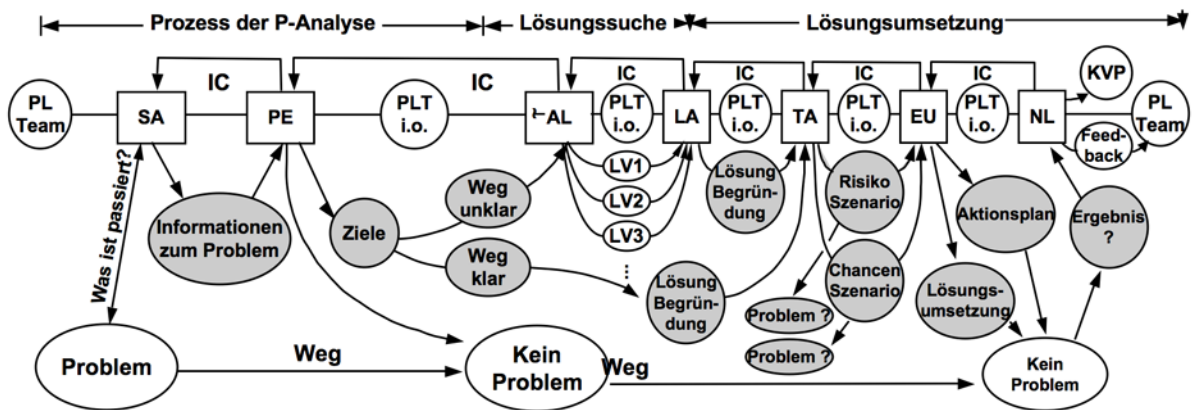 Prozess der P-Analyse
Lösungssuche
Lösungsumsetzung
IC
IC
IC
IC
IC
IC
KVP
PL
Team
SA
PE
PLT
i.o.
AL
PLT
i.o.
LA
PLT
i.o.
TA
PLT
i.o.
EU
PLT
i.o.
NL
PL
Team
Feed-
back
Was ist passiert?
Informationen
zum Problem
Ziele
Weg
unklar
Weg
klar
LV1
LV2
LV3
...
Lösung
Begrün-
dung
Lösung
Begrün-
dung
Risiko
Szenario
Chancen
Szenario
Problem ?
Problem ?
Aktionsplan
Lösungs-
umsetzung
Ergebnis
?
Problem
Weg
Kein
Problem
Weg
Kein
Problem